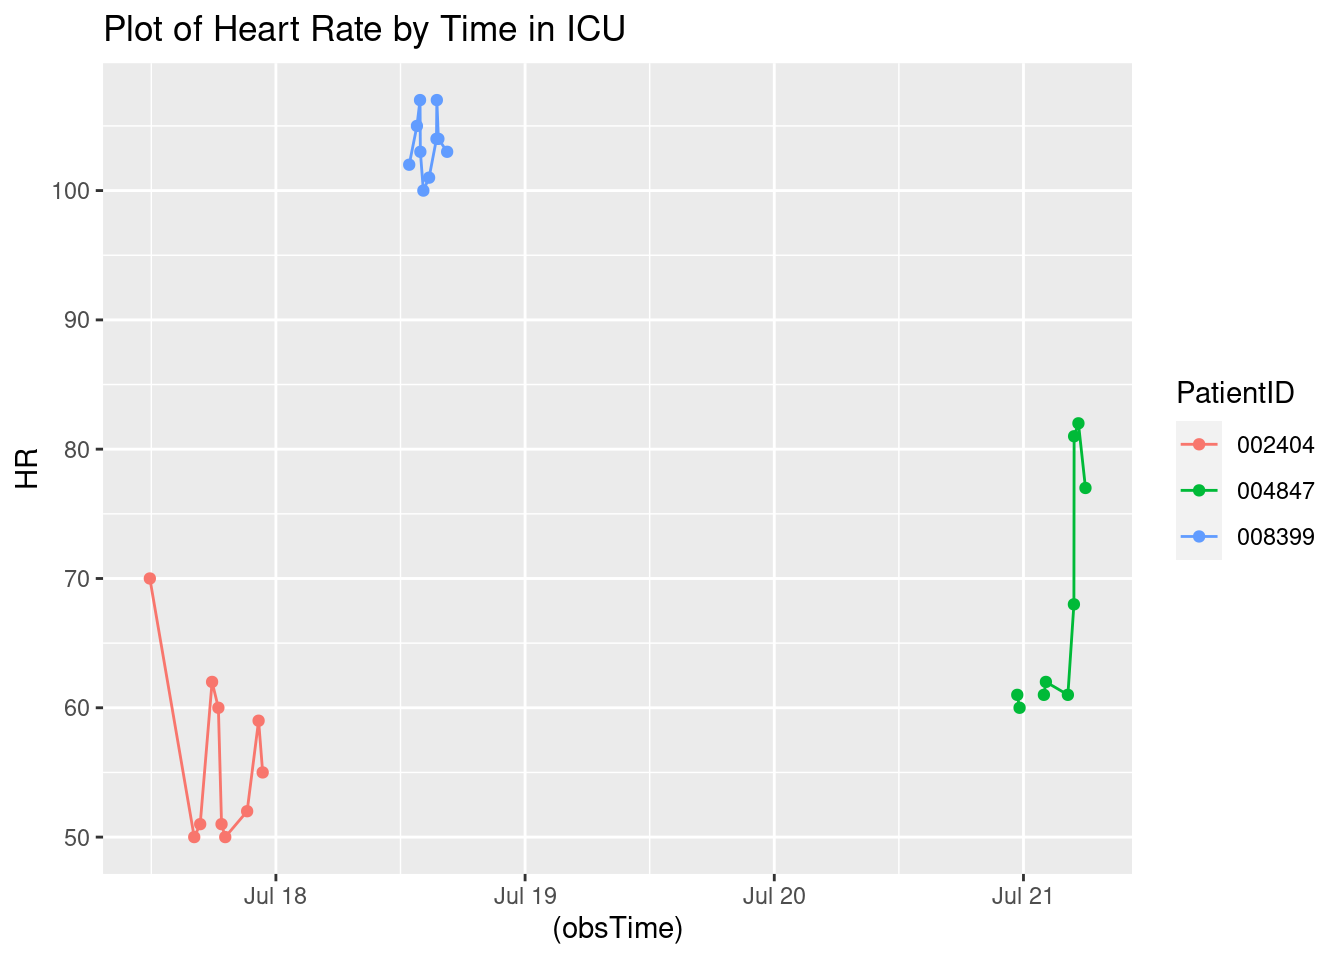 Plot of Heart Rate by Time in ICU
100
90
80
70
60
50
HR
Jul 18
Jul 19
Jul 20
Jul 21
(obsTime)
PatientID
002404
004847
008399